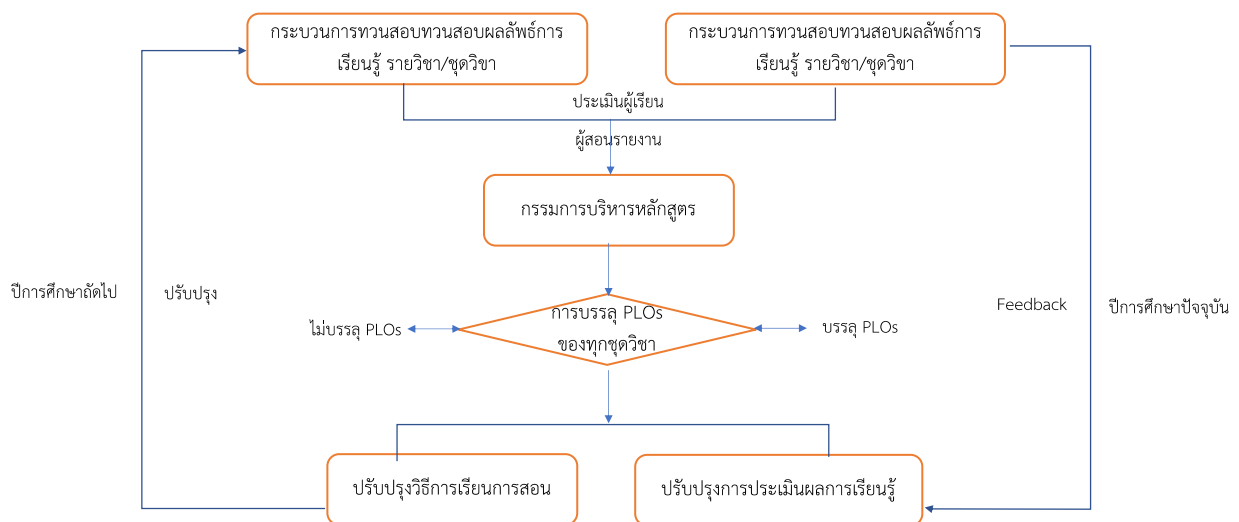 กระบวนการทวนสอบทวนสอบผลลัพธ์การ
เรียนรู้ รายวิชา/ชุดวิขา
กระบวนการทวนสอบทวนสอบผลลัพธ์การ
เรียนรู้ รายวิชา/ชุดวิขา
ประเมินผู้เรียน
ผู้สอนรายงาน
กรรมการบริหารหลักสูตร
ปีการศึกษาถัดไป
ปรับปรุง
Feedback
ปีการศึกษาปัจจุบัน
ไม่บรรลุ PLOs
การบรรลุ PLOs
ของทุกชุดวิชา
บรรลุ PLOs
ปรับปรุงวิธีการเรียนการสอน
ปรับปรุงการประเมินผลการเรียนรู้